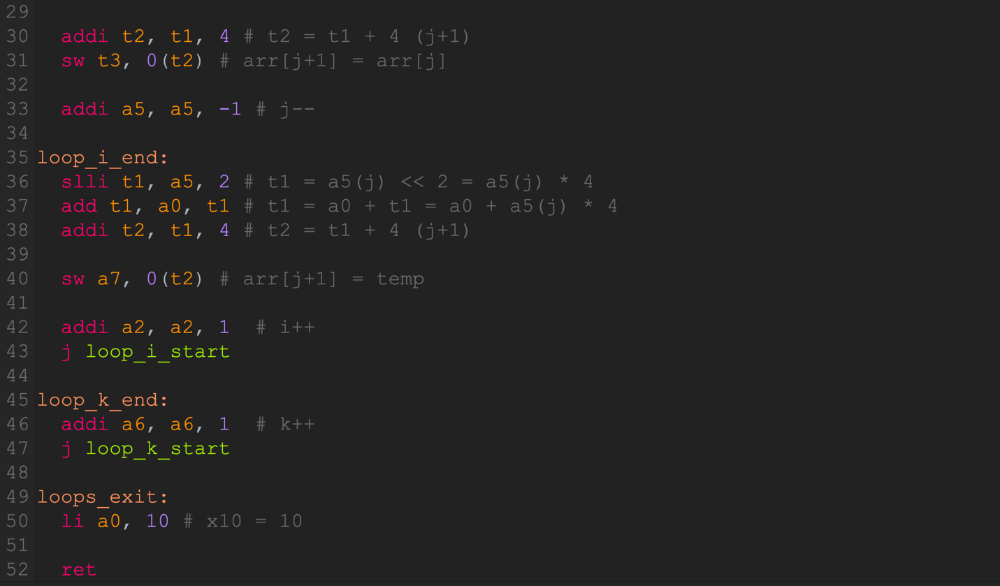 29
30 addi t2, t1, 4 # t2 = t1 + 4 (j+1)
31 sw t3, 0(t2) # arr[j+1] = arr[j]
32
33 addi a5, a5, -1 # j--
34
35 loop_i_end:
36 slli t1, a5, 2 # t1 = a5(j) << 2 = a5(j) * 4
37 add t1, a0, t1 # t1 = a0 + t1 = a0 + a5(j) * 4
38 addi t2, t1, 4 # t2 = t1 + 4 (j+1)
39
40 sw a7, 0(t2) # arr[j+1] = temp
41
42 addi a2, a2, 1  # i++
43 j loop_i_start
44
45 loop_k_end:
46 addi a6, a6, 1  # k++
47 j loop_k_start
48
49 loops_exit:
50 li a0, 10 # x10 = 10
51
52 ret